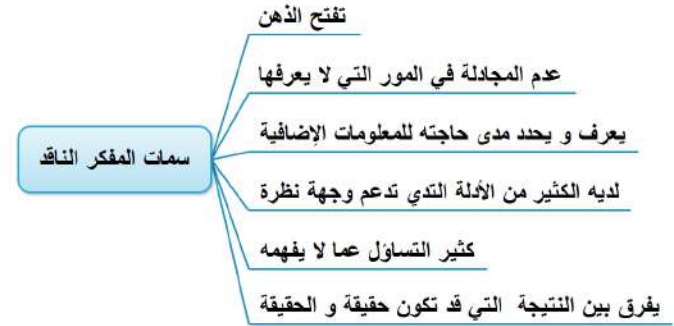 سمات المفكر الناقد
تفتح الذهن
عدم المجادلة في المور التي لا يعرفها
يعرف و يحدد مدى حاجته للمعلومات الإضافية
لديه الكثير من الأدلة التدي تدعم وجهة نظرة
كثير التساؤل عما لا يفهمه
يفرق بين النتيجة التي قد تكون حقيقة و الحقيقة